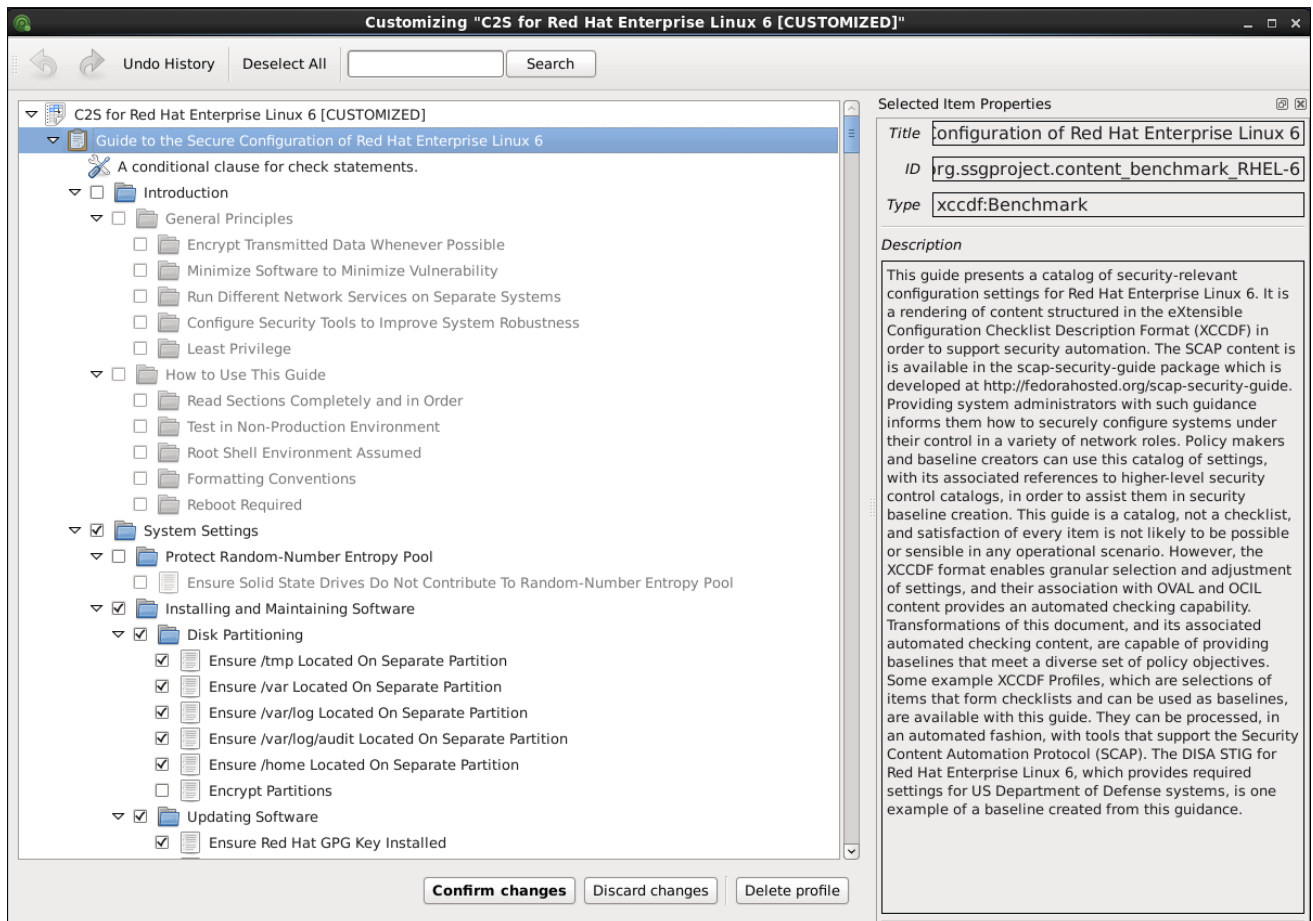 Customizing "C2S for Red Hat Enterprise Linux 6 [CUSTOMIZED]"
Undo History
Deselect All
Search
C2S for Red Hat Enterprise Linux 6 [CUSTOMIZED]
Guide to the Secure Configuration of Red Hat Enterprise Linux 6
A conditional clause for check statements.
Introduction
General Principles
Encrypt Transmitted Data Whenever Possible
Minimize Software to Minimize Vulnerability
Run Different Network Services on Separate Systems
Configure Security Tools to Improve System Robustness
Least Privilege
How to Use This Guide
Read Sections Completely and in Order
Test in Non-Production Environment
Root Shell Environment Assumed
Formatting Conventions
Reboot Required
System Settings
Protect Random-Number Entropy Pool
Ensure Solid State Drives Do Not Contribute To Random-Number Entropy Pool
Installing and Maintaining Software
Disk Partitioning
Ensure /tmp Located On Separate Partition
Ensure /var Located On Separate Partition
Ensure /var/log Located On Separate Partition
Ensure /var/log/audit Located On Separate Partition
Ensure /home Located On Separate Partition
Encrypt Partitions
Updating Software
Ensure Red Hat GPG Key Installed
Confirm changes
Discard changes
Delete profile
Selected Item Properties
Title Configuration of Red Hat Enterprise Linux 6
ID org.ssgproject.content_benchmark_RHEL-6
Type xccdf:Benchmark
Description
This guide presents a catalog of security-relevant
configuration settings for Red Hat Enterprise Linux 6. It is
a rendering of content structured in the eXtensible
Configuration Checklist Description Format (XCCDF) in
order to support security automation. The SCAP content is
is available in the scap-security-guide package which is
developed at http://fedorahosted.org/scap-security-guide.
Providing system administrators with such guidance
informs them how to securely configure systems under
their control in a variety of network roles. Policy makers
and baseline creators can use this catalog of settings,
with its associated references to higher-level security
control catalogs, in order to assist them in security
baseline creation. This guide is a catalog, not a checklist,
and satisfaction of every item is not likely to be possible
or sensible in any operational scenario. However, the
XCCDF format enables granular selection and adjustment
of settings, and their association with OVAL and OCIL
content provides an automated checking capability.
Transformations of this document, and its associated
automated checking content, are capable of providing
baselines that meet a diverse set of policy objectives.
Some example XCCDF Profiles, which are selections of
items that form checklists and can be used as baselines,
are available with this guide. They can be processed, in
an automated fashion, with tools that support the Security
Content Automation Protocol (SCAP). The DISA STIG for
Red Hat Enterprise Linux 6, which provides required
settings for US Department of Defense systems, is one
example of a baseline created from this guidance.